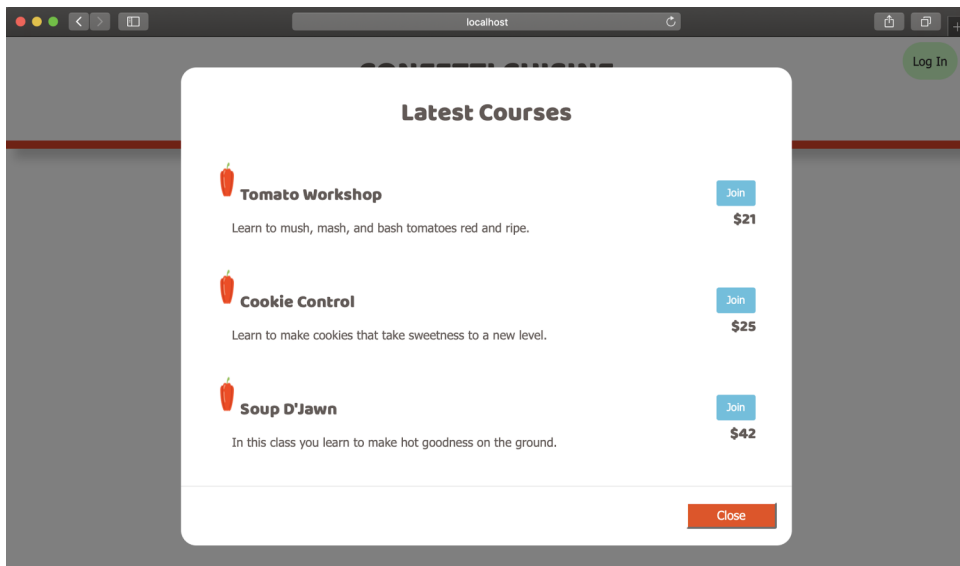 localhost
Log In
Latest Courses
Tomato Workshop
Join
$21
Learn to mush, mash, and bash tomatoes red and ripe.
Cookie Control
Join
$25
Learn to make cookies that take sweetness to a new level.
Soup D'Jawn
Join
$42
In this class you learn to make hot goodness on the ground.
Close